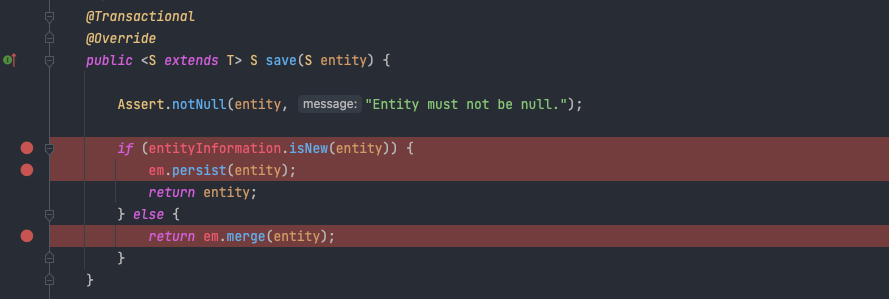 @Transactional
@Override
public <S extends T> S save(S entity) {
Assert.notNull(entity, message: "Entity must not be null.");
if (entityInformation.isNew(entity)) {
em.persist(entity);
return entity;
} else {
return em.merge(entity);
}
}